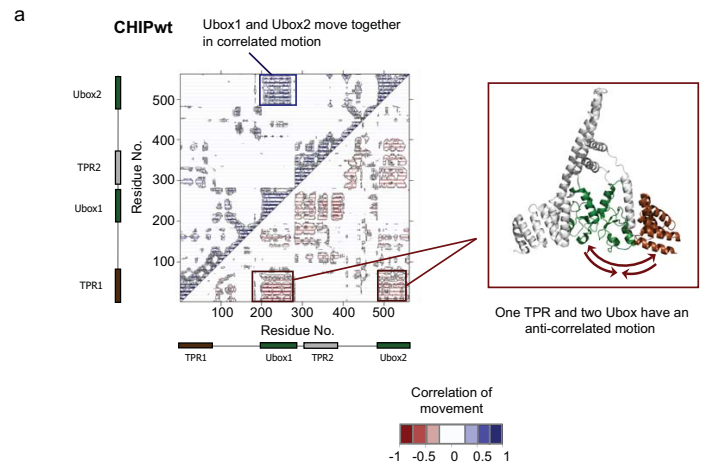 a
CHIPwt
Ubox1 and Ubox2 move together
in correlated motion
Ubox2
TPR2
Ubox1
TPR1
Residue No.
500
400
300
200
100
100 200 300 400 500
Residue No.
TPR1 Ubox1 TPR2 Ubox2
One TPR and two Ubox have an
anti-correlated motion
Correlation of
movement
-1 -0.5 0 0.5 1